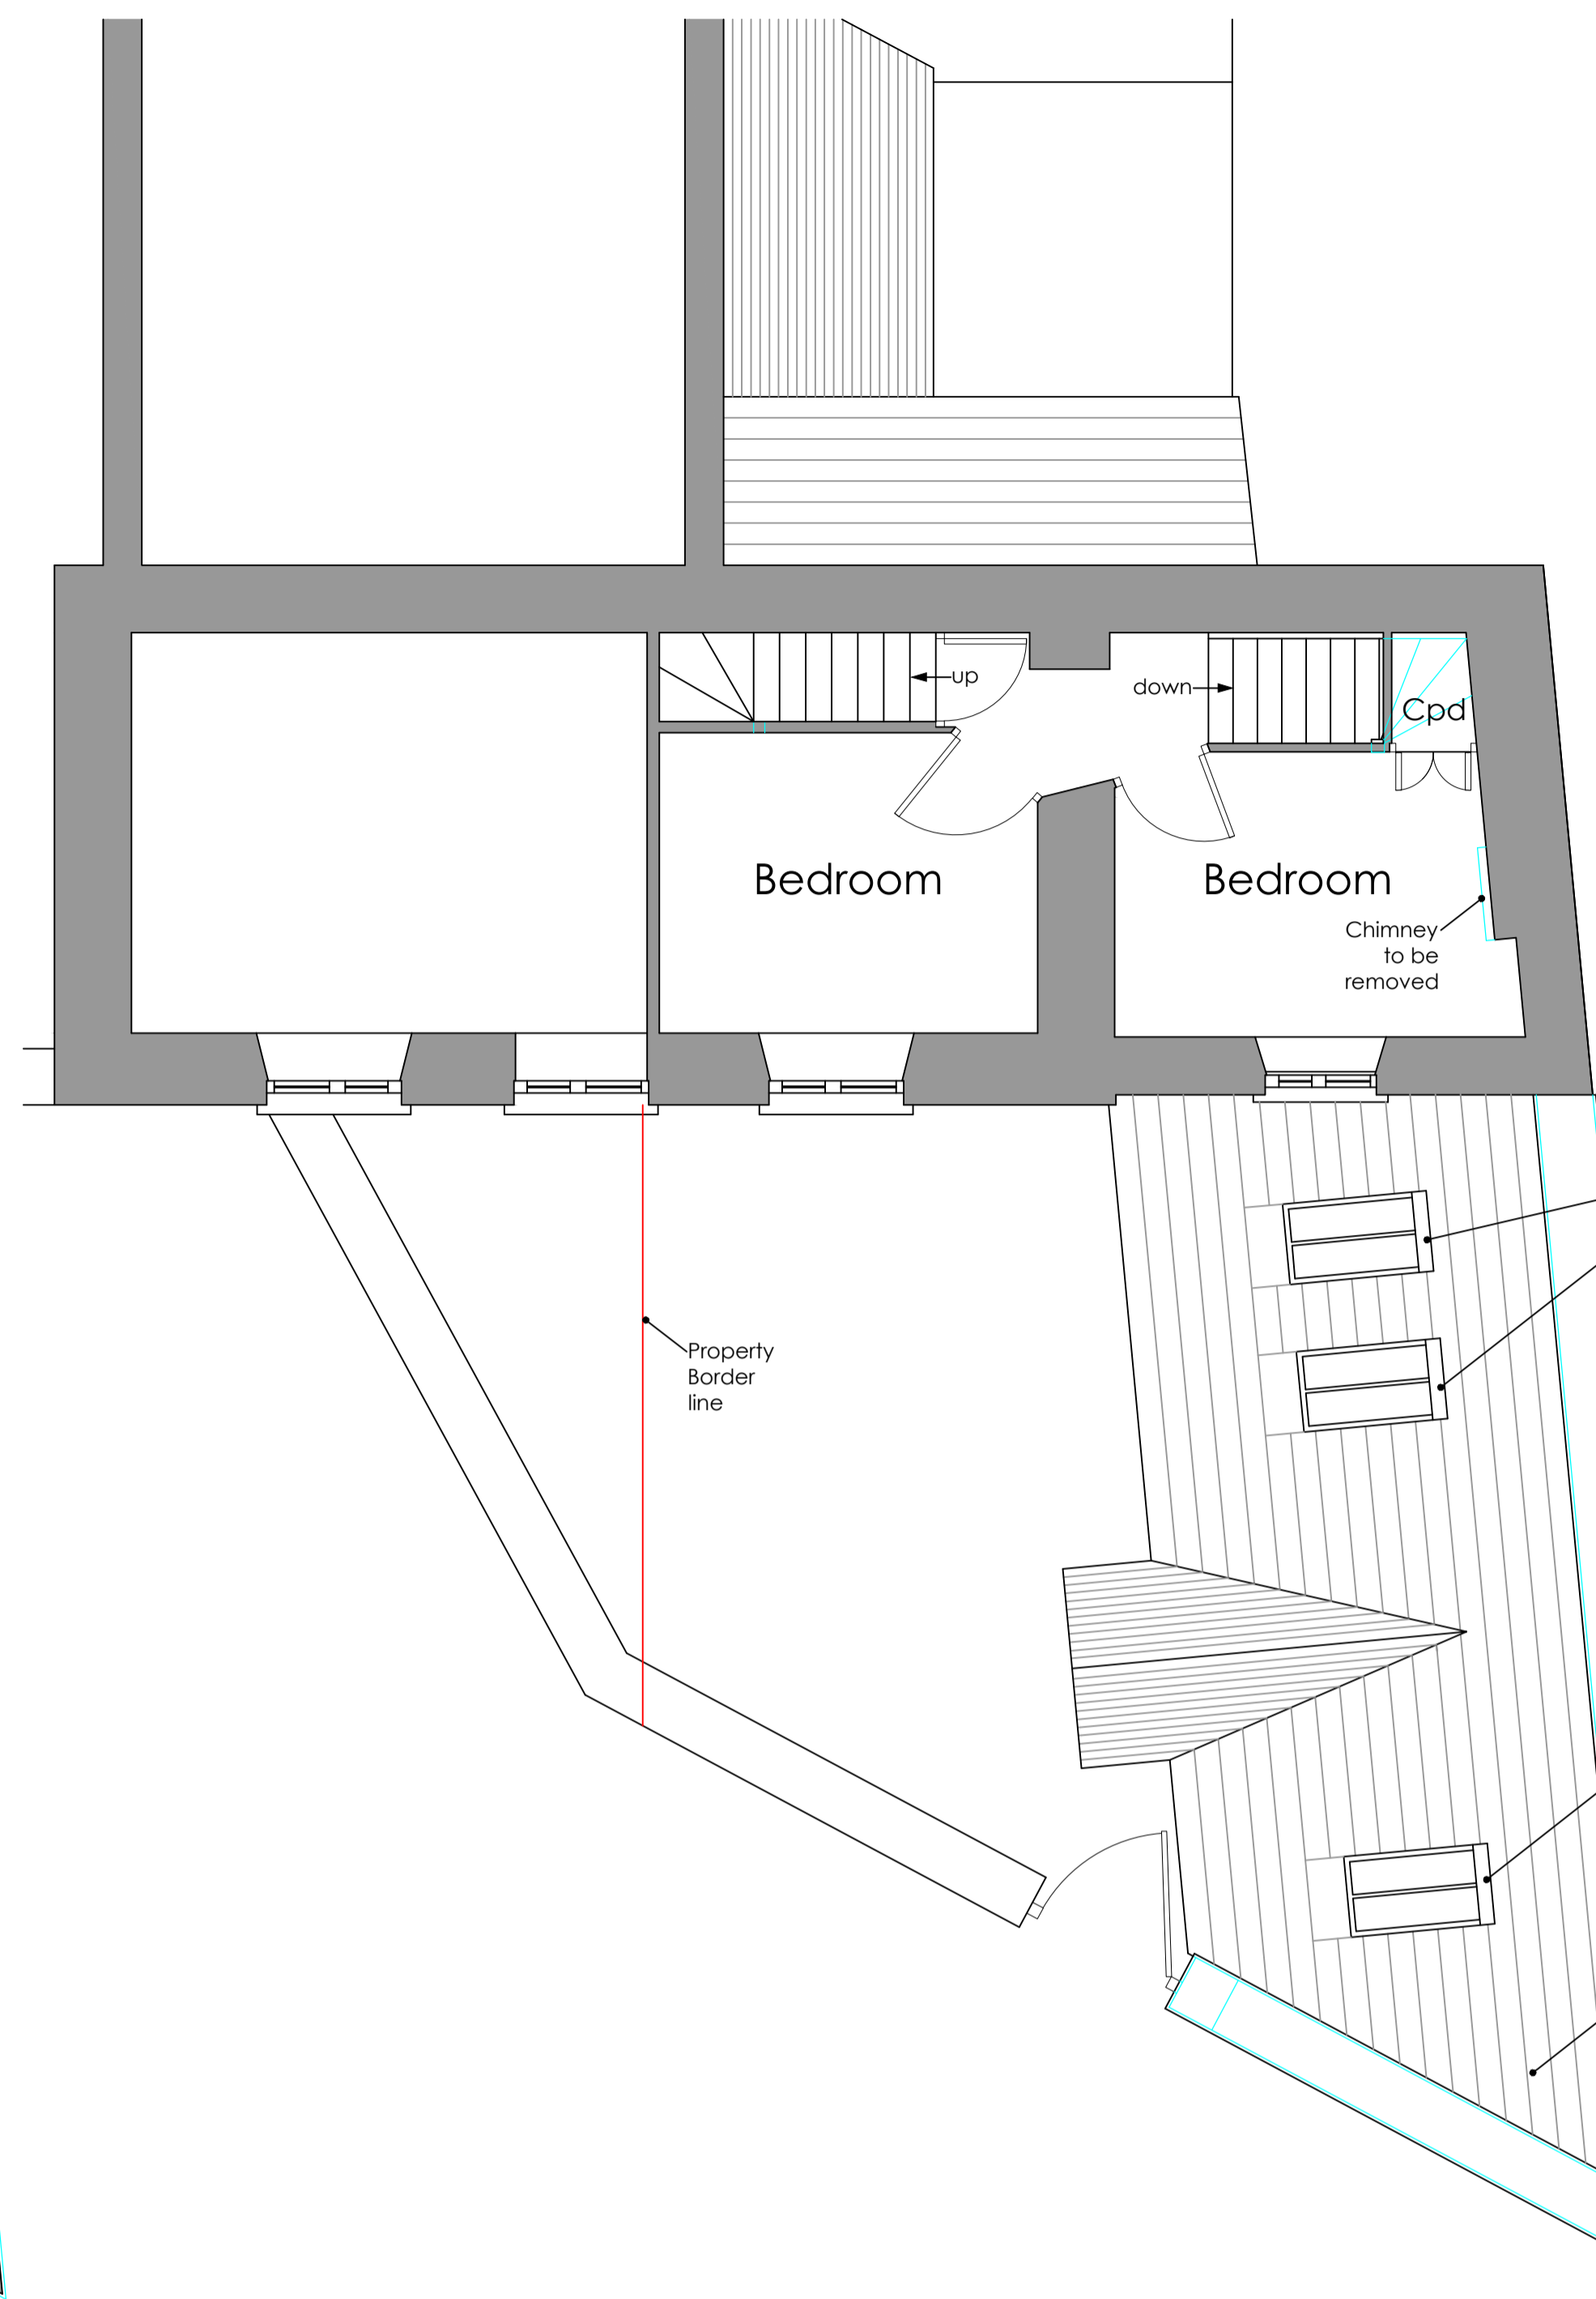 up
down
Cpd
Bedroom
Bedroom
Chimney
to be
removed
Property
Border
line